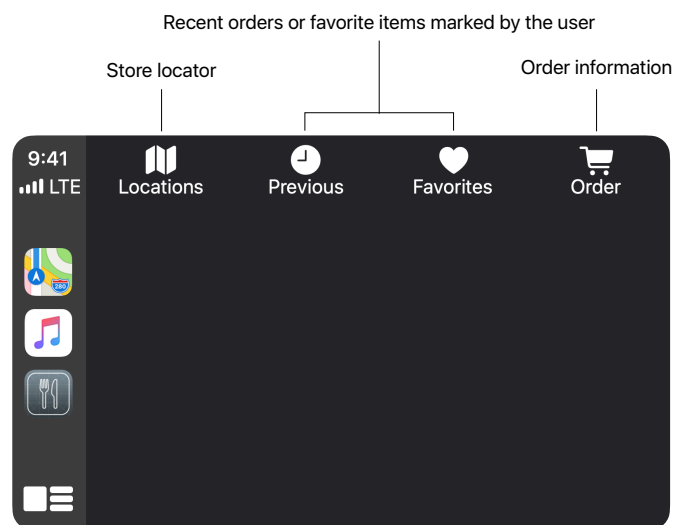 Recent orders or favorite items marked by the user
Store locator
Order information
9:41
LTE
Locations
Previous
Favorites
Order
280